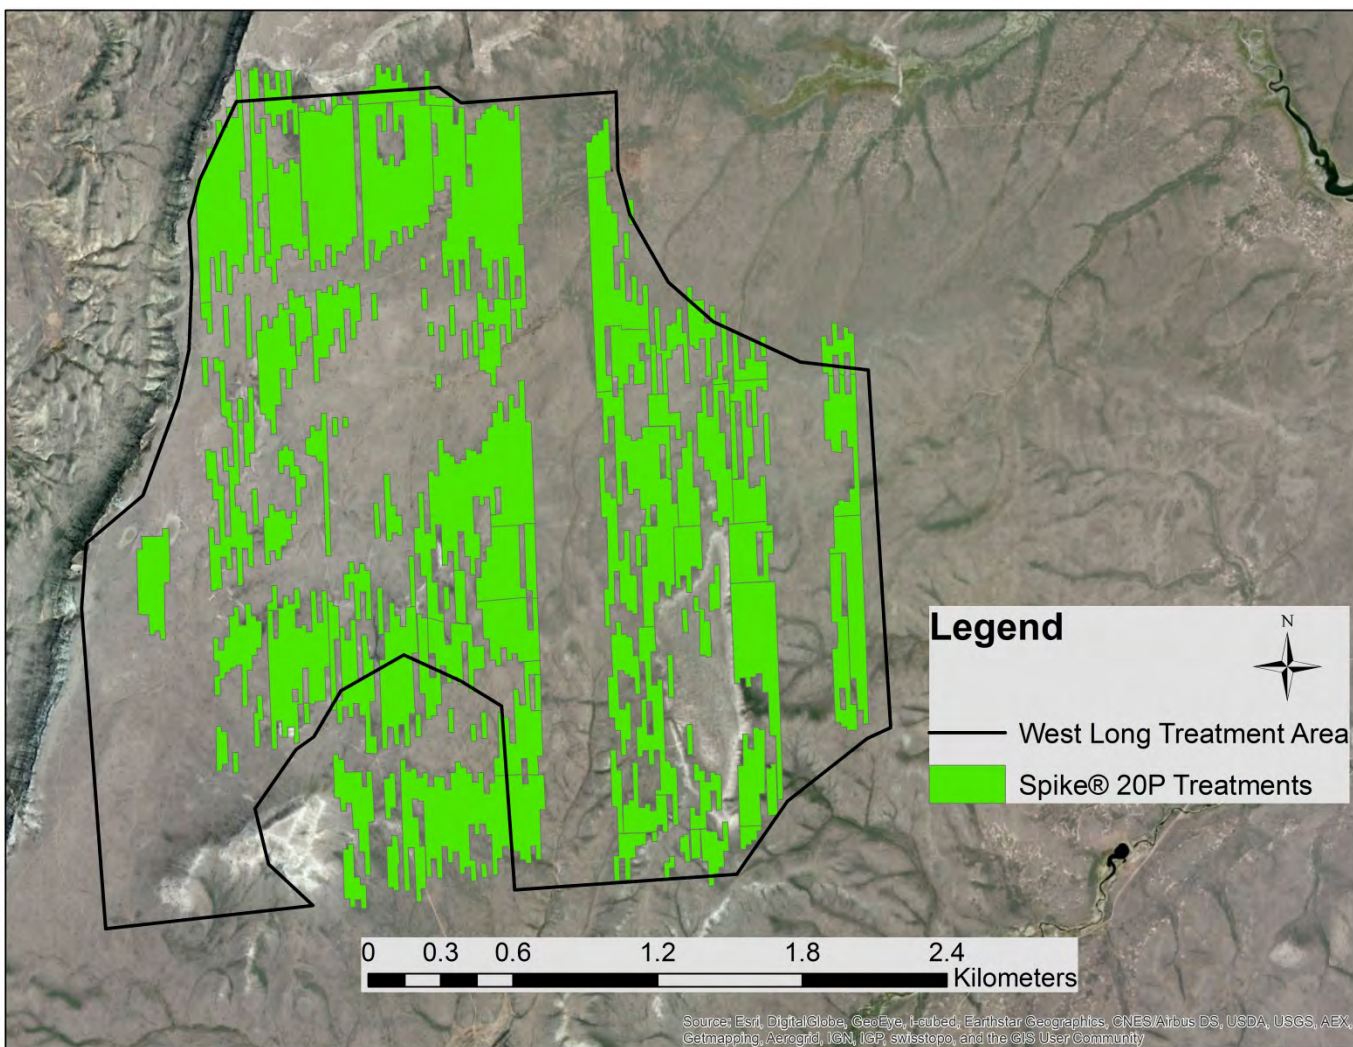 Legend
N
West Long Treatment Area
Spike® 20P Treatments
0 0.3 0.6 1.2 1.8 2.4
Kilometers
Source: Esri, DigitalGlobe, GeoEye, i-cubed, Earthstar Geographics, CNES/Airbus DS, USDA, USGS, AEX,
Getmapping, Aerogrid, IGN, IGP, swisstopo, and the GIS User Community